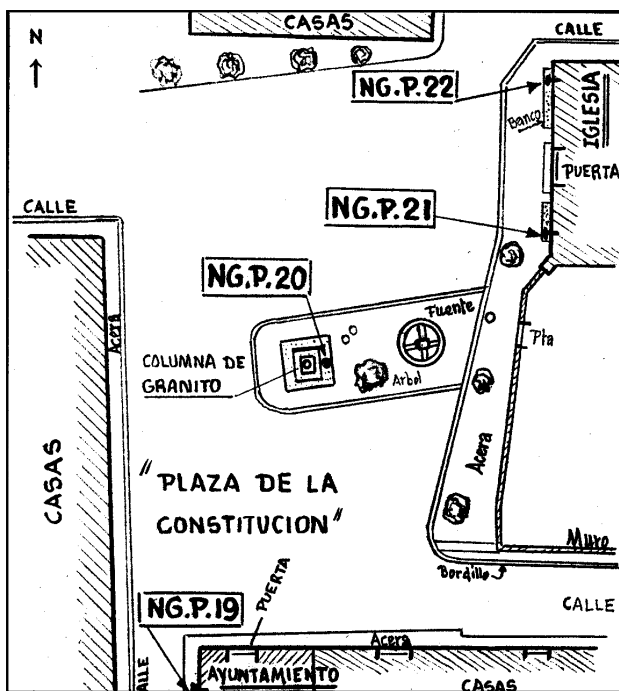 CASAS
CALLE
N
NG.P.22
IGLESIA
Banco
PUERTA
CALLE
NG.P.21
NG.P.20
Fuente
Acera
Pta
COLUMNA DE
GRANITO
Arbol
CASAS
Acera
"PLAZA DE LA
CONSTITUCION"
Muro
Bordillo
PUERTA
NG.P.19
CALLE
Acera
CALLE
AYUNTAMIENTO
CASAS